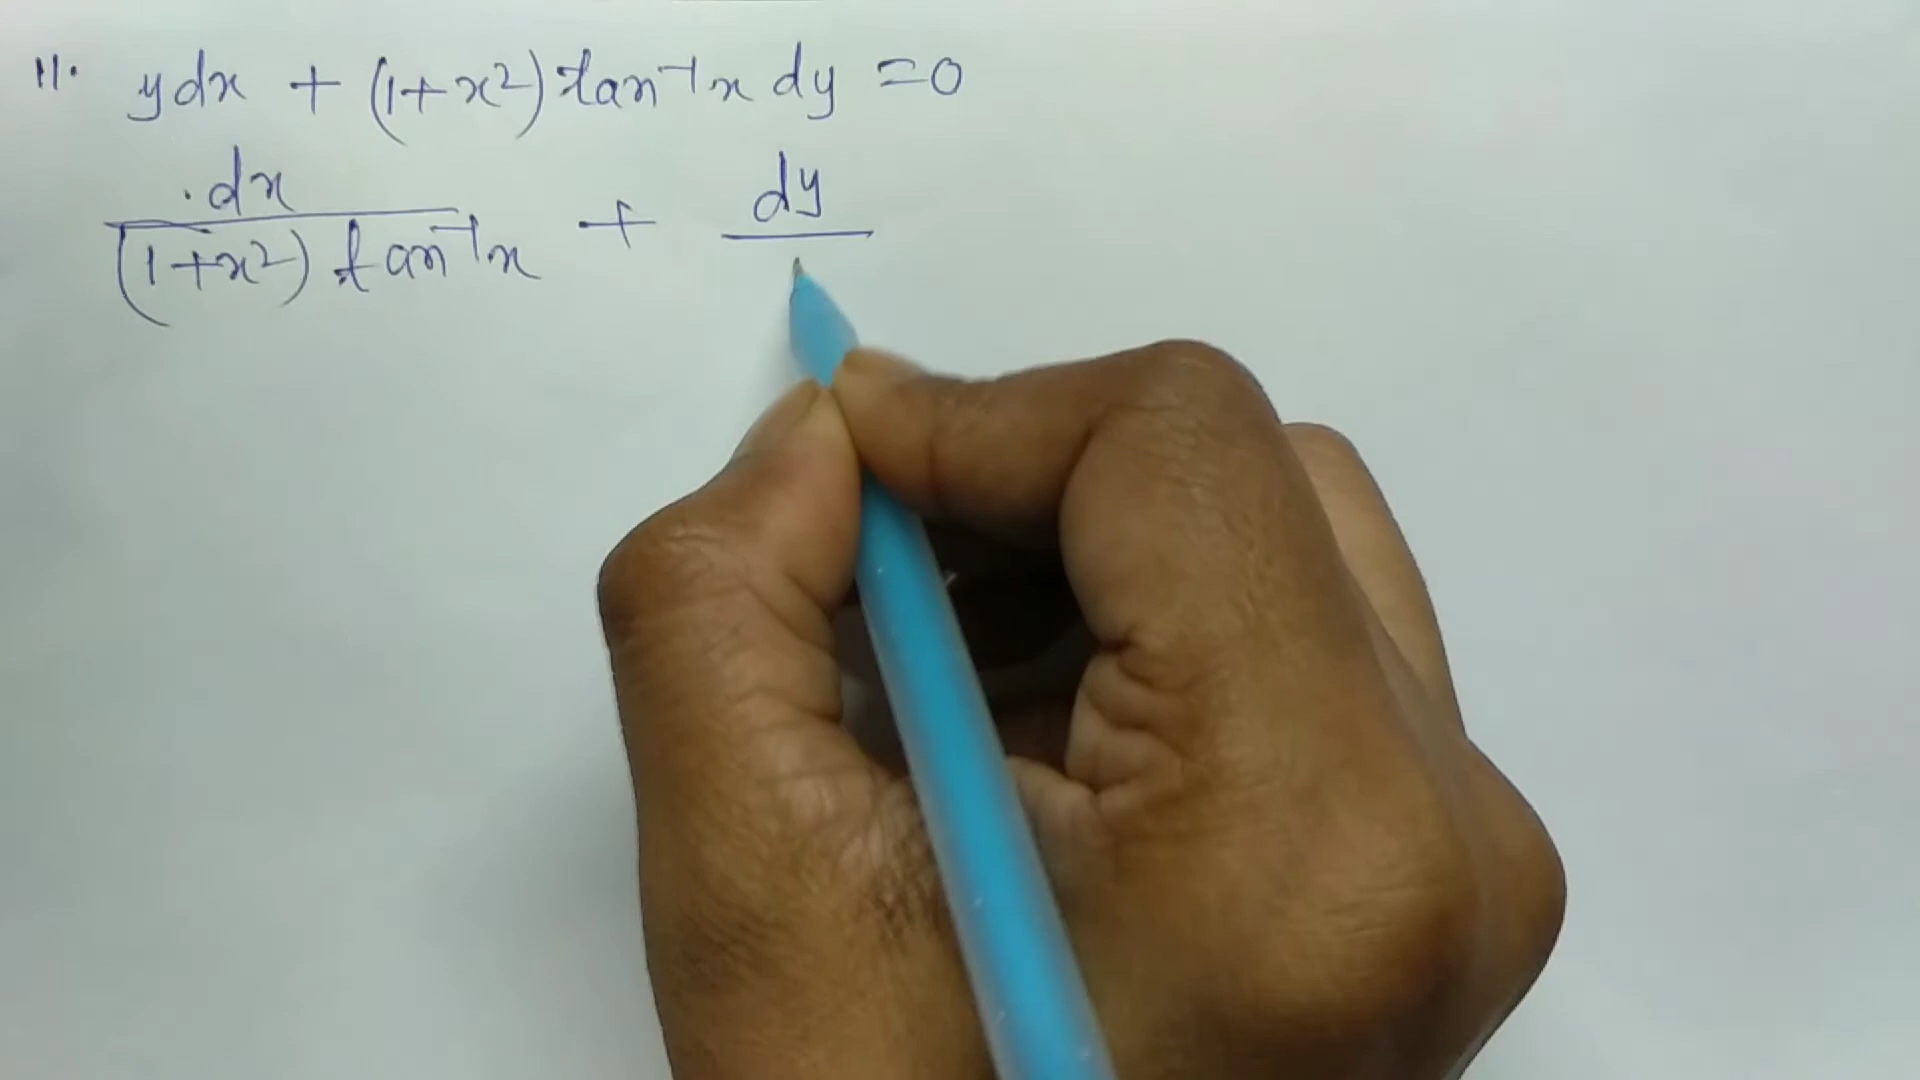 11. ydx + (1+x²) tan⁻¹x dy = 0
dx/(1+x²) tan⁻¹x + dy/